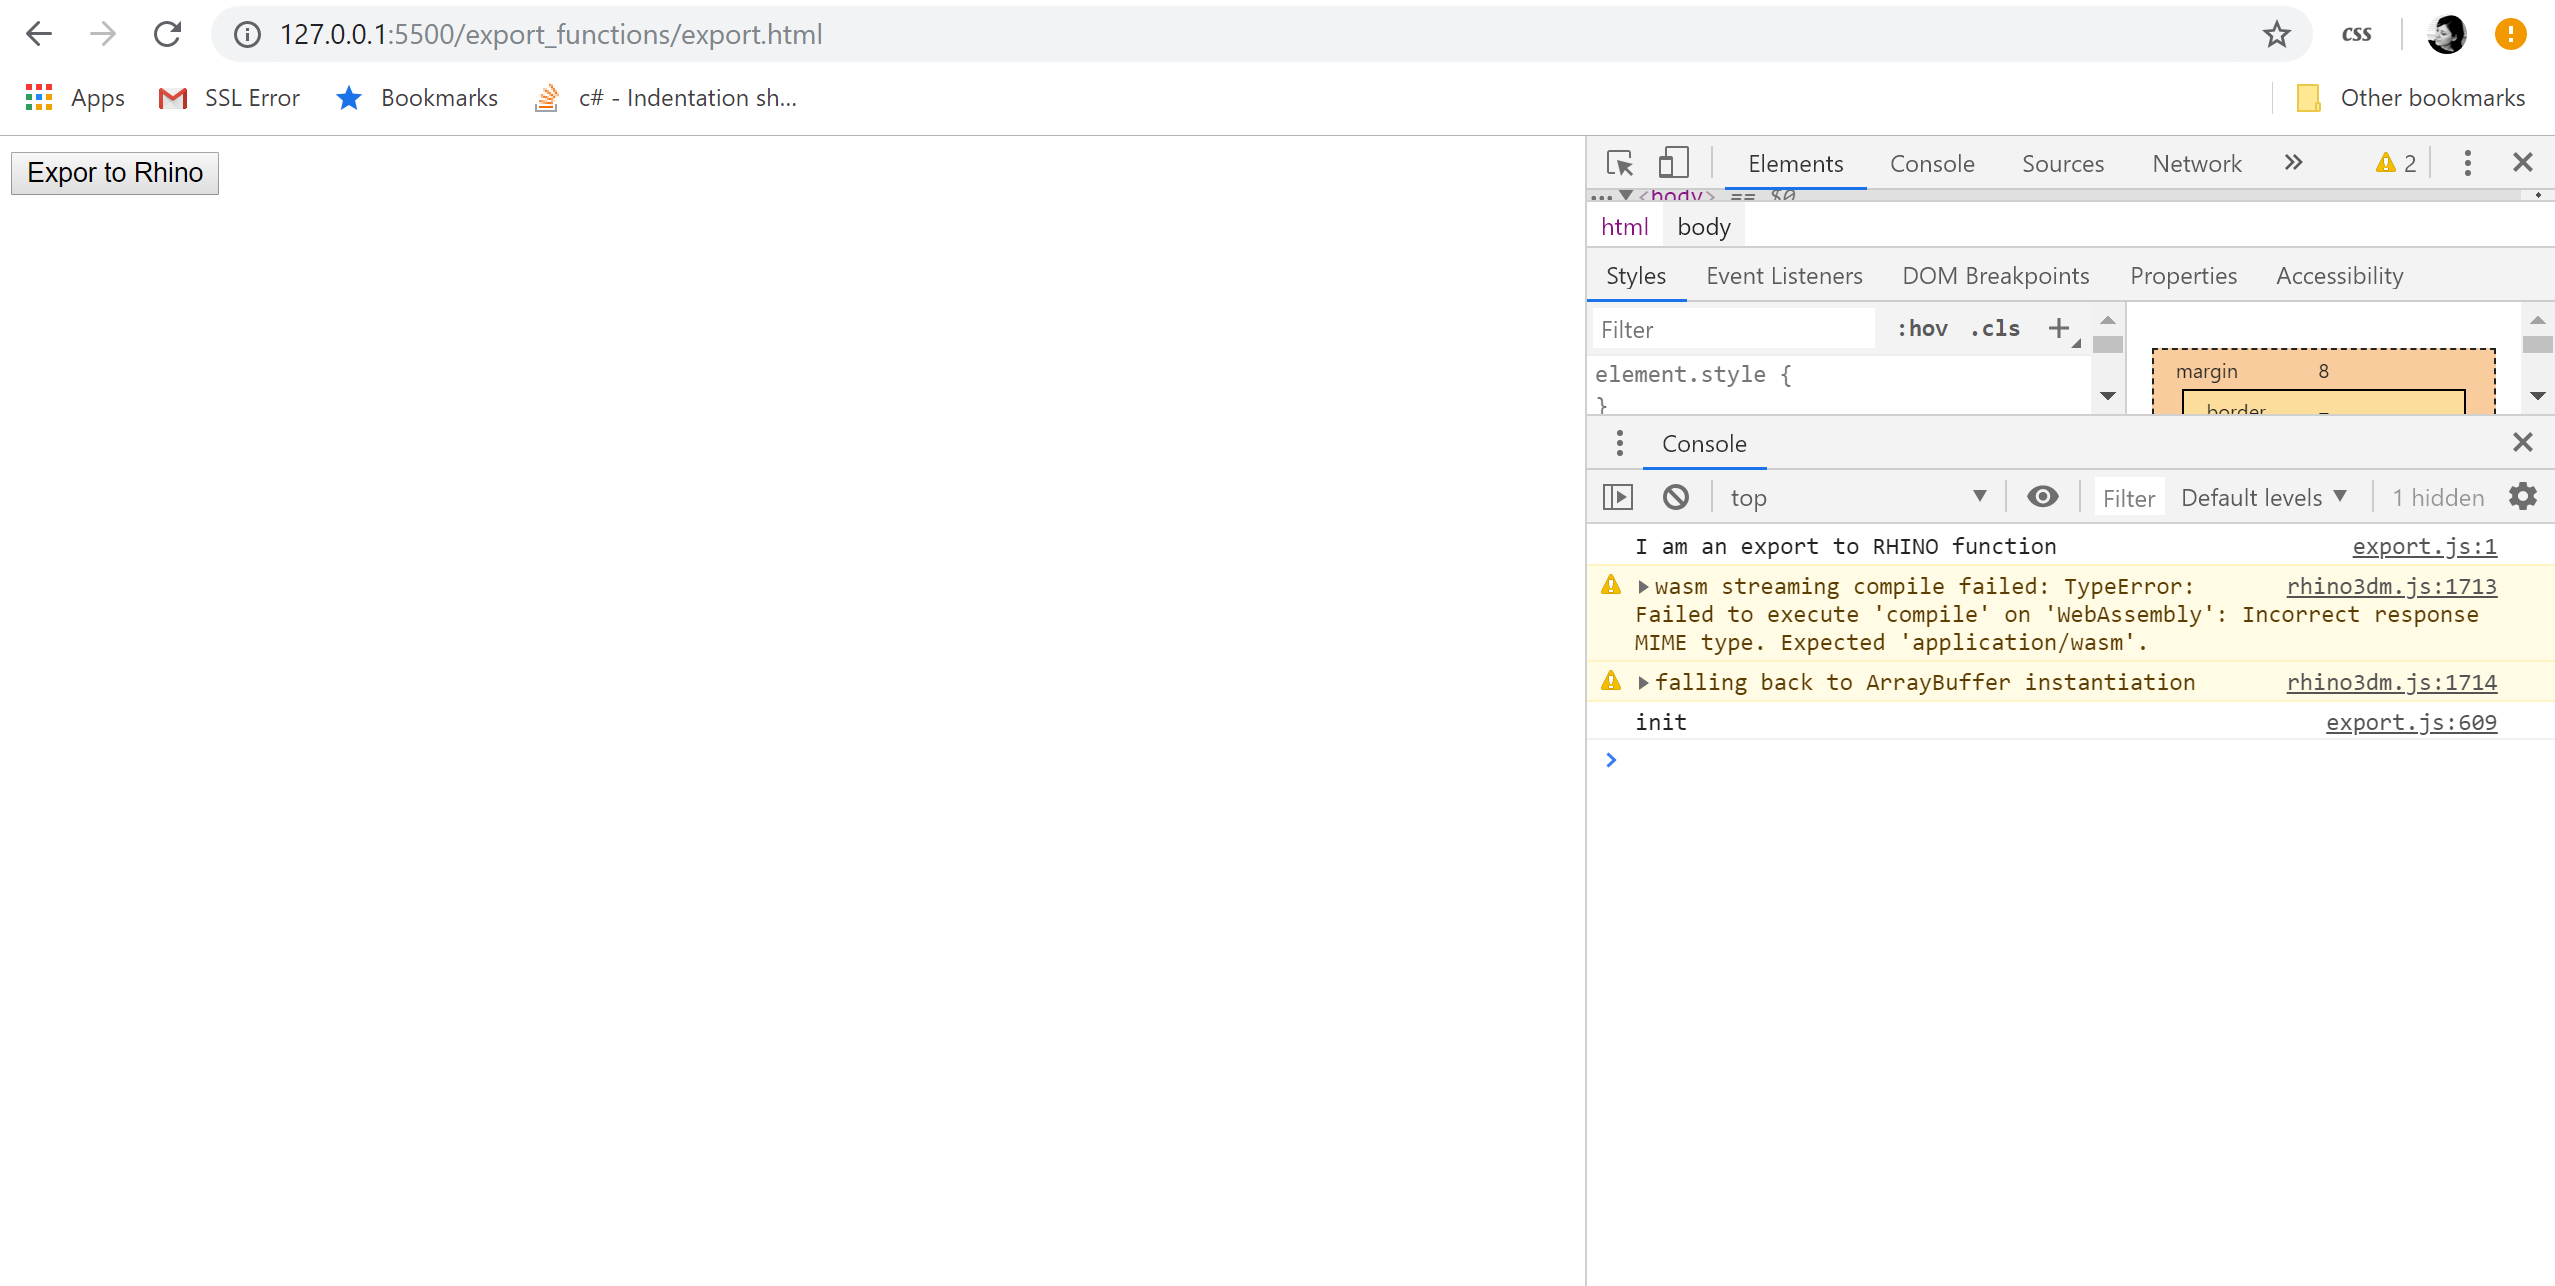 127.0.0.1:5500/export_functions/export.html
css
Apps
SSL Error
Bookmarks
c# - Indentation sh...
Other bookmarks
Expor to Rhino
Elements
Console
Sources
Network
2
<body> == $0
html
body
Styles
Event Listeners
DOM Breakpoints
Properties
Accessibility
Filter
:hov
.cls
element.style {
}
margin
8
border
–
Console
top
Filter
Default levels
1 hidden
I am an export to RHINO function
export.js:1
wasm streaming compile failed: TypeError:
rhino3dm.js:1713
Failed to execute 'compile' on 'WebAssembly': Incorrect response
MIME type. Expected 'application/wasm'.
falling back to ArrayBuffer instantiation
rhino3dm.js:1714
init
export.js:609